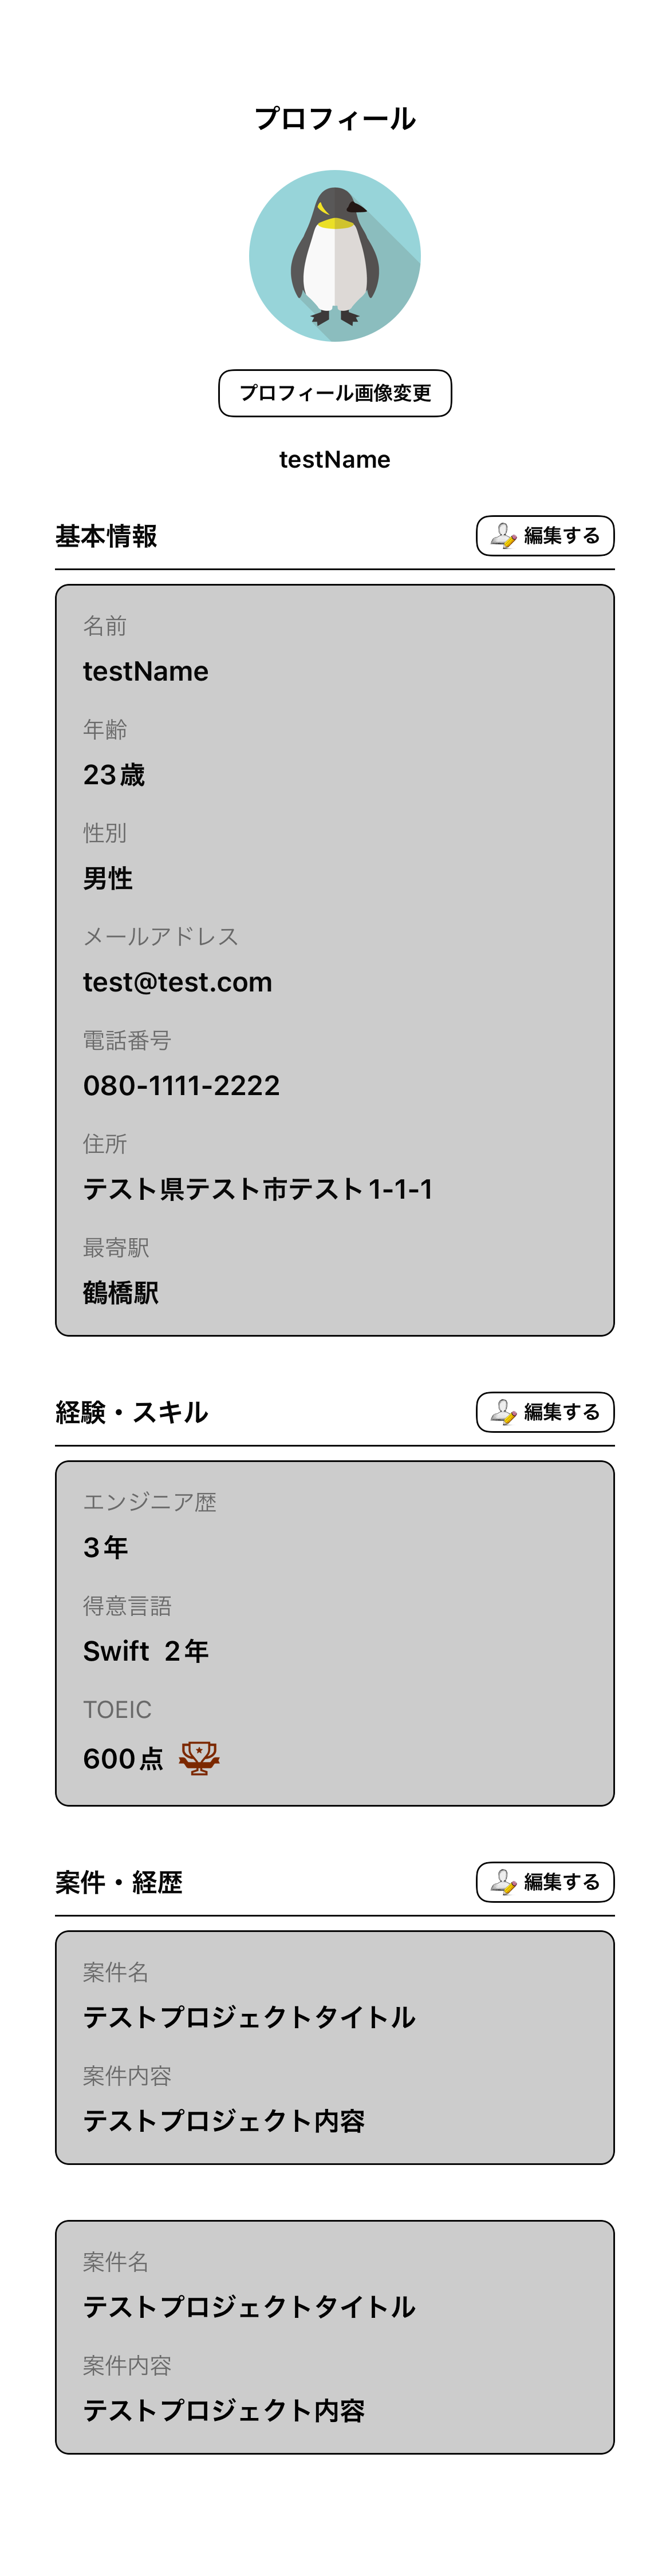 プロフィール
プロフィール画像変更
testName
基本情報
編集する
名前
testName
年齢
23歳
性別
男性
メールアドレス
test@test.com
電話番号
080-1111-2222
住所
テスト県テスト市テスト1-1-1
最寄駅
鶴橋駅
経験・スキル
編集する
エンジニア歴
3年
得意言語
Swift 2年
TOEIC
600点
案件・経歴
編集する
案件名
テストプロジェクトタイトル
案件内容
テストプロジェクト内容
案件名
テストプロジェクトタイトル
案件内容
テストプロジェクト内容